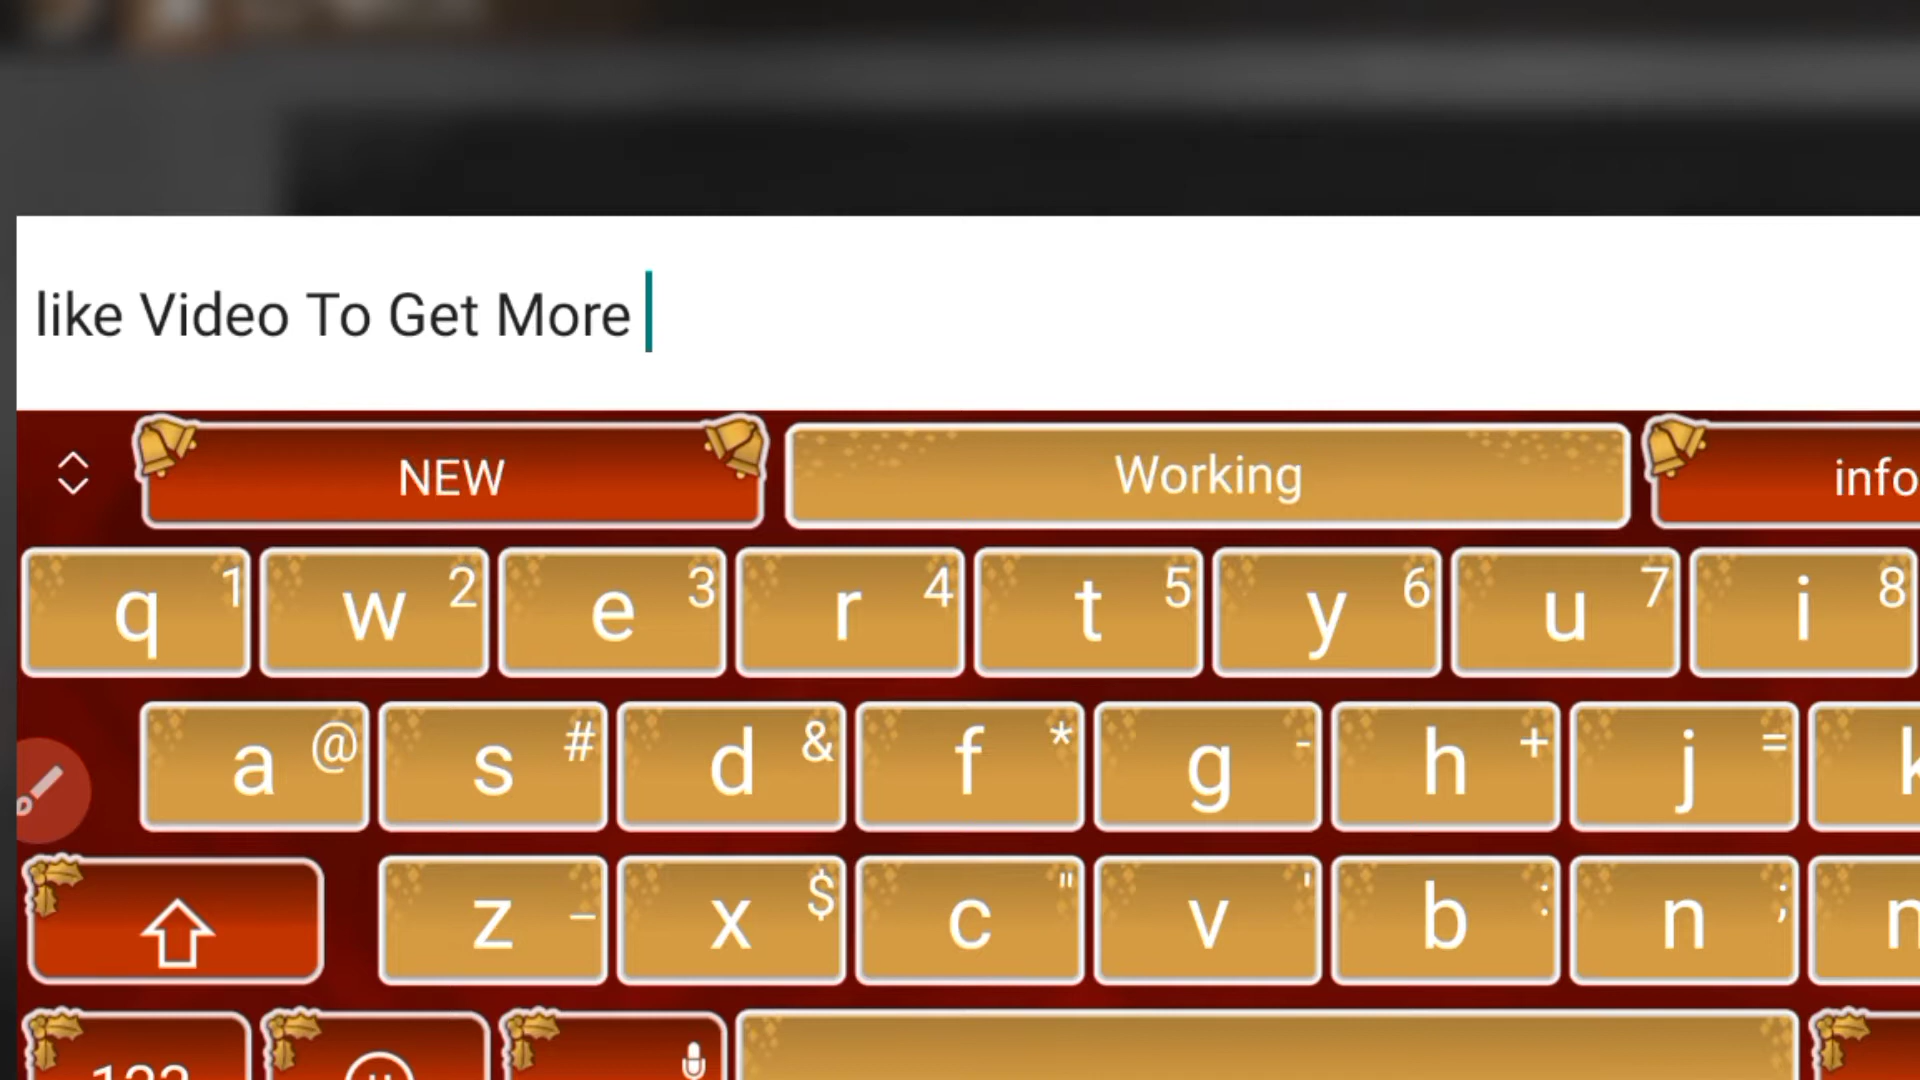 like Video To Get More
NEW Working info
q 1 w 2 e 3 r 4 t 5 y 6 u 7 i 8
a @ s # d & f * g - h + j = k
z _ x $ c " v ' b : n ;